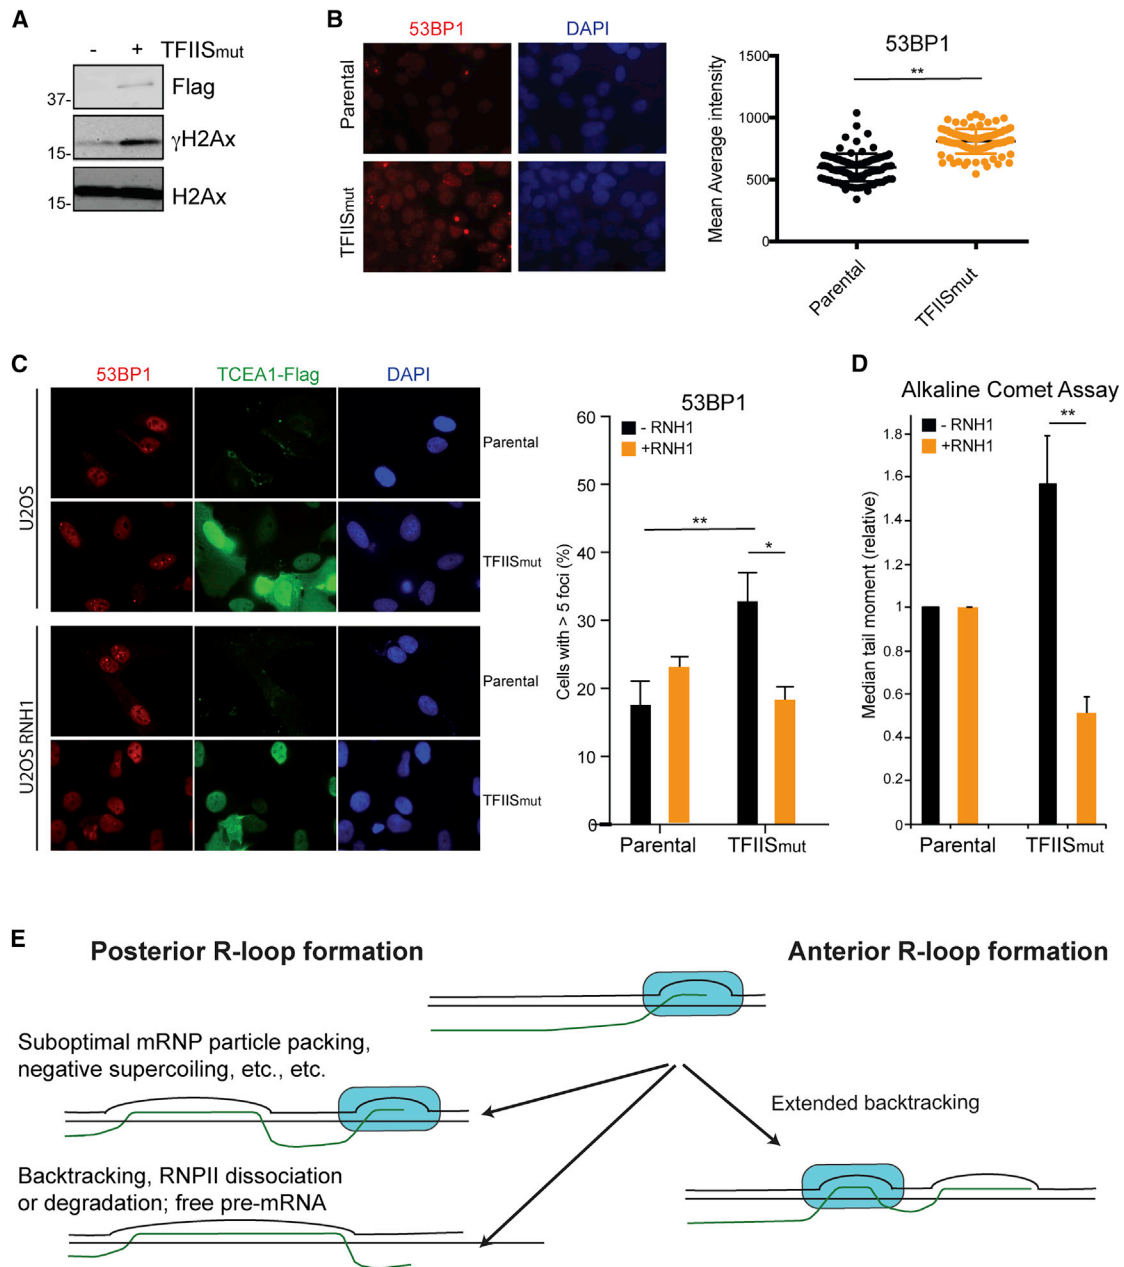 A
- + TFIISmut
Flag
37-
γH2Ax
15-
H2Ax
15-
B
53BP1 DAPI
Parental
TFIISmut
53BP1
Mean Average intensity
1500
1000
500
0
**
Parental
TFIISmut
C
53BP1 TCEA1-Flag DAPI
U2OS
Parental
TFIISmut
U2OS RNH1
Parental
TFIISmut
53BP1
- RNH1
+RNH1
Cells with > 5 foci (%)
60
50
40
30
20
10
0
**
*
Parental TFIISmut
D
Alkaline Comet Assay
- RNH1
+RNH1
**
Median tail moment (relative)
1.8
1.6
1.4
1
0.8
0.6
0.4
0.2
0
Parental TFIISmut
E
Posterior R-loop formation
Anterior R-loop formation
Suboptimal mRNP particle packing,
negative supercoiling, etc., etc.
Extended backtracking
Backtracking, RNPII dissociation
or degradation; free pre-mRNA